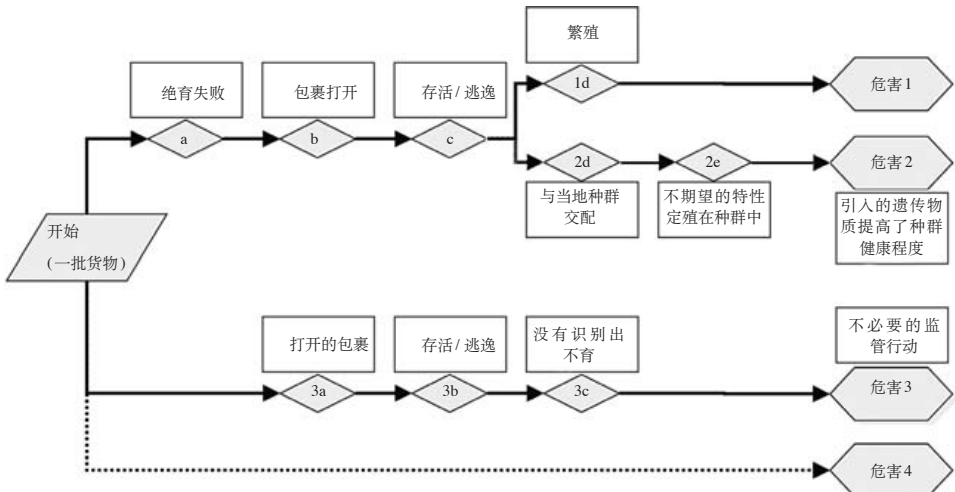 繁殖
绝育失败
包裹打开
存活/逃逸
1d
危害1
a
b
c
2d
2e
危害2
与当地种群
交配
不期望的特性
定殖在种群中
引入的遗传物
质提高了种群
健康程度
开始
(一批货物)
打开的包裹
存活/逃逸
没有识别出
不育
不必要的监
管行动
3a
3b
3c
危害3
危害4